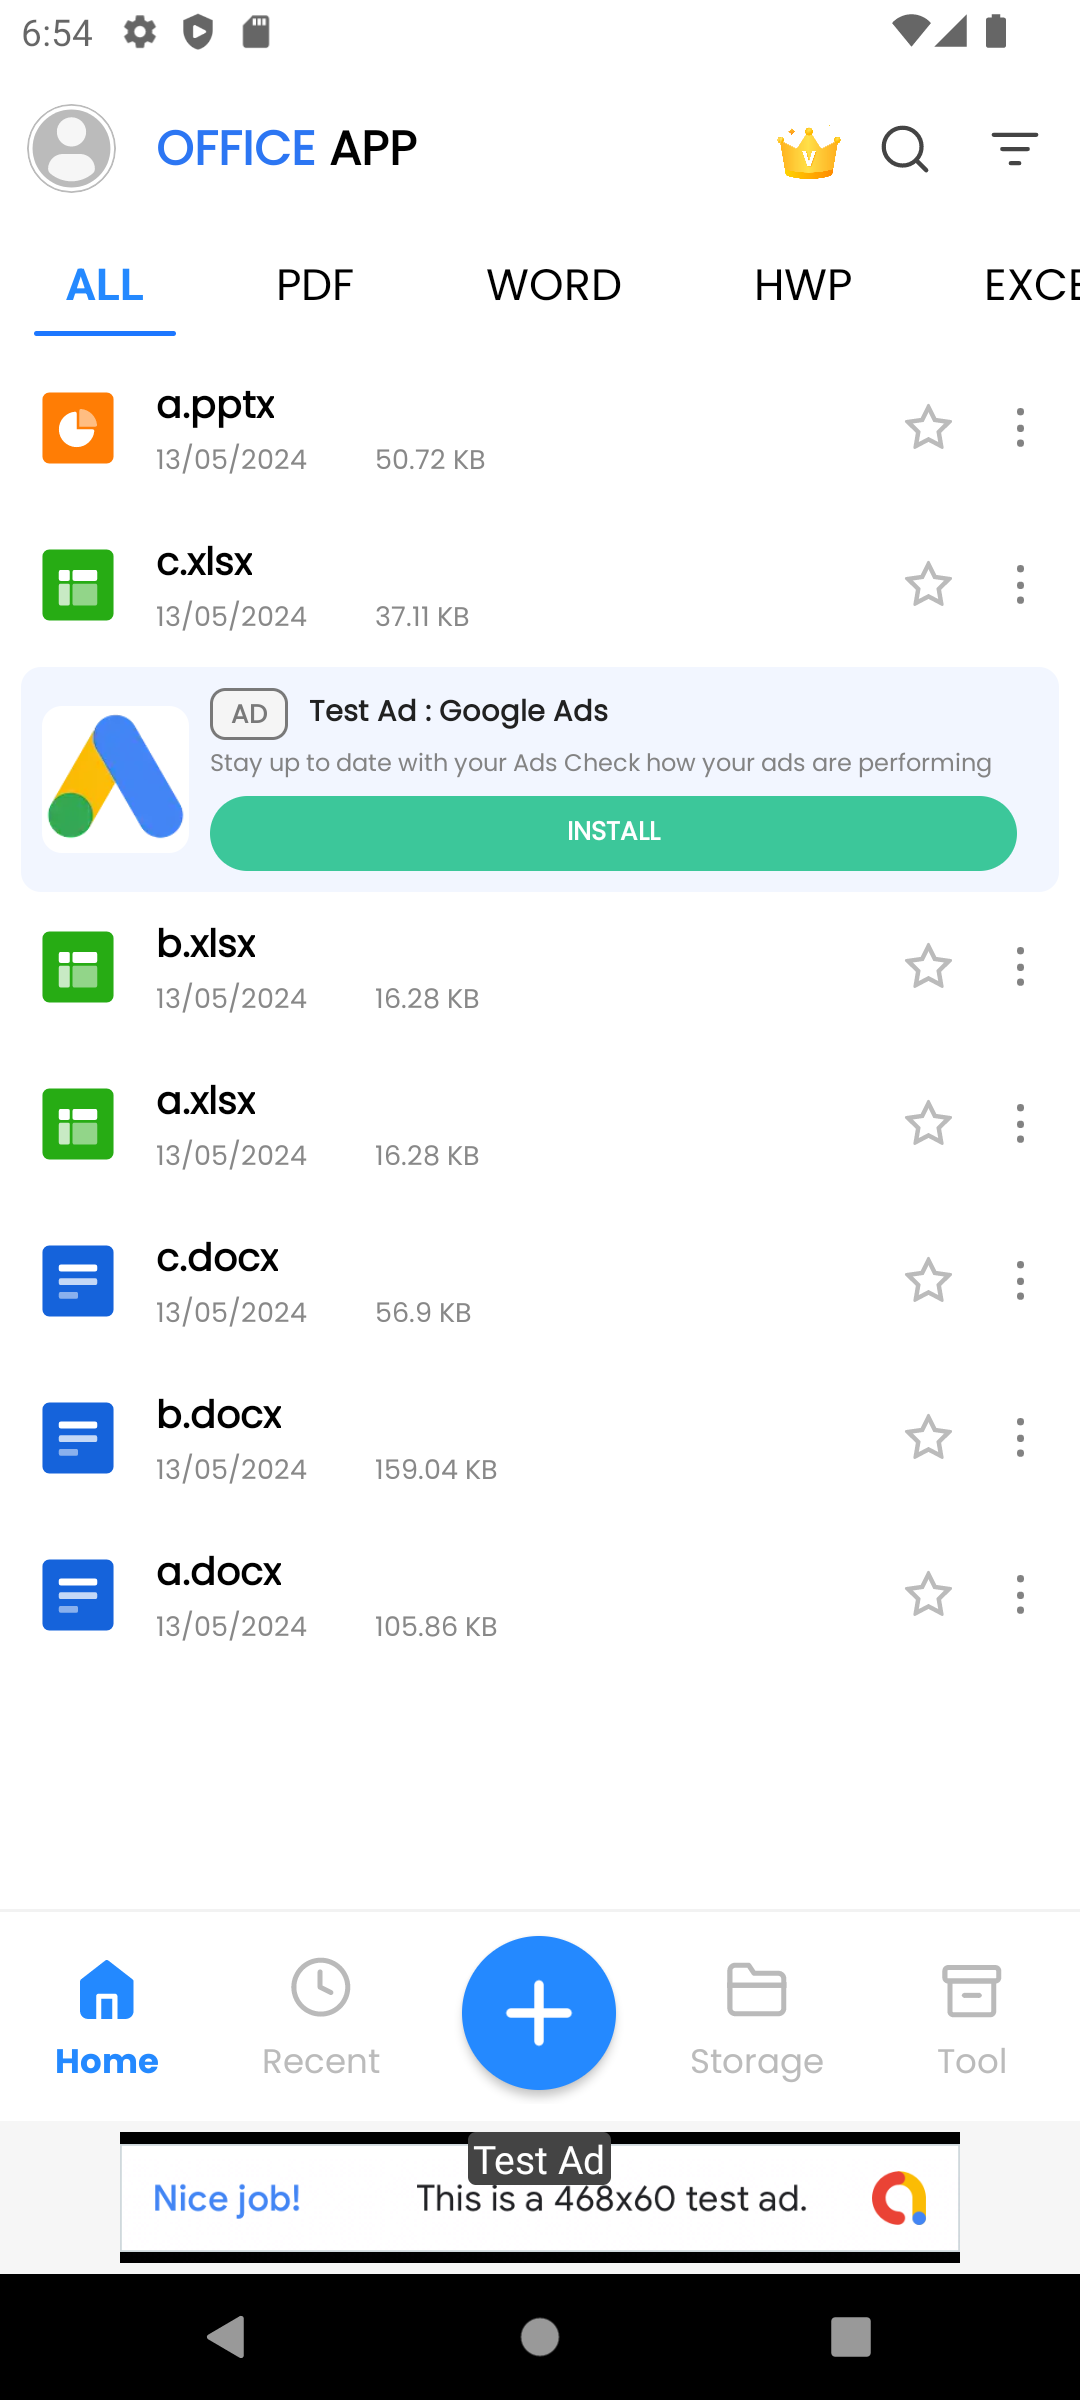 6:54
OFFICE APP
V
ALL PDF WORD HWP EXCE
a.pptx
13/05/2024 50.72 KB
c.xlsx
13/05/2024 37.11 KB
AD Test Ad : Google Ads
Stay up to date with your Ads Check how your ads are performing
INSTALL
b.xlsx
13/05/2024 16.28 KB
a.xlsx
13/05/2024 16.28 KB
c.docx
13/05/2024 56.9 KB
b.docx
13/05/2024 159.04 KB
a.docx
13/05/2024 105.86 KB
Home Recent Storage Tool
Test Ad
Nice job! This is a 468x60 test ad.